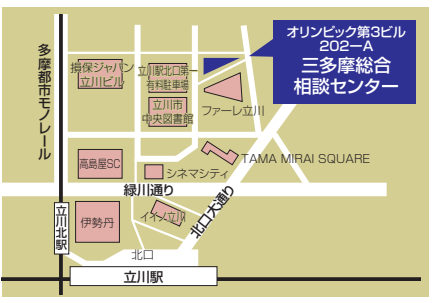 オリンピック第3ビル
202ーA
三多摩総合
相談センター
多摩都市モノレール
損保ジャパン
立川ビル
立川駅北口第一
有料駐車場
立川市
中央図書館
ファーレ立川
高島屋SC
シネマシティ
TAMA MIRAI SQUARE
緑川通り
立川北駅
伊勢丹
イイノ立川
北口大通り
北口
立川駅